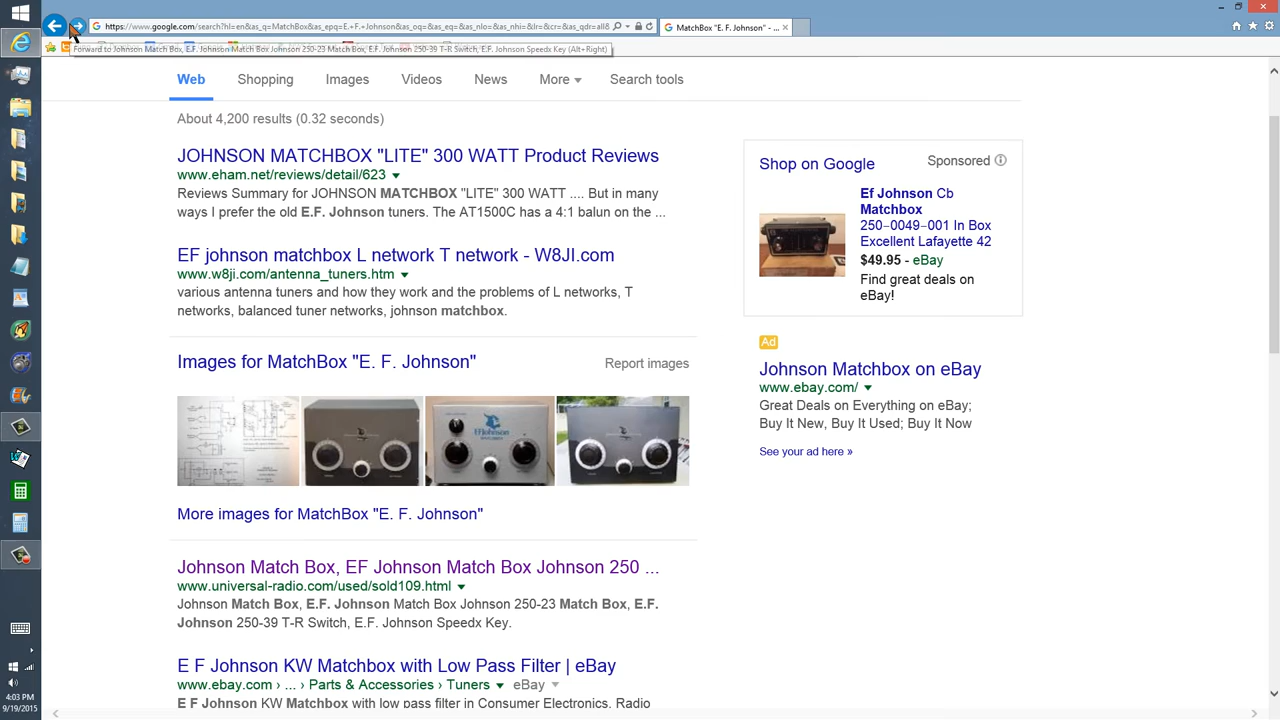 https://www.google.com/search?hl=en&as_q=MatchBox&as_epq=E.+F.+Johnson&as_oq=&as_eq=&as_nlo=&as_nhi=&lr=&cr=&as_qdr=all&
MatchBox "E. F. Johnson" - ...
Forward to Johnson Match Box, E.F. Johnson Match Box Johnson 250-23 Match Box, E.F. Johnson 250-39 T-R Switch, E.F. Johnson Speedx Key (Alt+Right)
Web
Shopping
Images
Videos
News
More
Search tools
About 4,200 results (0.32 seconds)
JOHNSON MATCHBOX "LITE" 300 WATT Product Reviews
www.eham.net/reviews/detail/623
Reviews Summary for JOHNSON MATCHBOX "LITE" 300 WATT .... But in many
ways I prefer the old E.F. Johnson tuners. The AT1500C has a 4:1 balun on the ...
EF johnson matchbox L network T network - W8JI.com
www.w8ji.com/antenna_tuners.htm
various antenna tuners and how they work and the problems of L networks, T
networks, balanced tuner networks, johnson matchbox.
Images for MatchBox "E. F. Johnson"
Report images
EFJohnson
More images for MatchBox "E. F. Johnson"
Johnson Match Box, EF Johnson Match Box Johnson 250 ...
www.universal-radio.com/used/sold109.html
Johnson Match Box, E.F. Johnson Match Box Johnson 250-23 Match Box, E.F.
Johnson 250-39 T-R Switch, E.F. Johnson Speedx Key.
E F Johnson KW Matchbox with Low Pass Filter | eBay
www.ebay.com › ... › Parts & Accessories › Tuners
eBay
E F Johnson KW Matchbox with low pass filter in Consumer Electronics, Radio
Shop on Google
Sponsored
Ef Johnson Cb
Matchbox
250-0049-001 In Box
Excellent Lafayette 42
$49.95 - eBay
Find great deals on
eBay!
Ad
Johnson Matchbox on eBay
www.ebay.com/
Great Deals on Everything on eBay;
Buy It New, Buy It Used; Buy It Now
See your ad here »
4:03 PM
9/19/2015